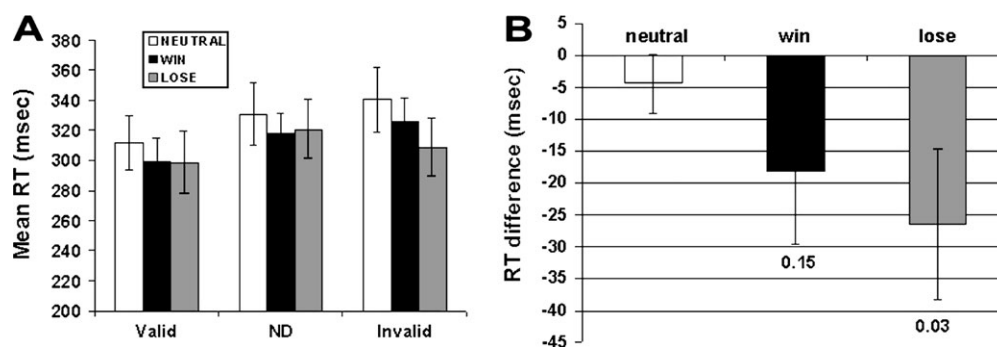 A
Mean RT (msec)
380
360
340
320
300
280
260
240
220
200
NEUTRAL
WIN
LOSE
Valid ND Invalid
B
RT difference (msec)
5
0
-5
-10
-15
-20
-25
-30
-35
-40
-45
neutral win lose
0.15
0.03